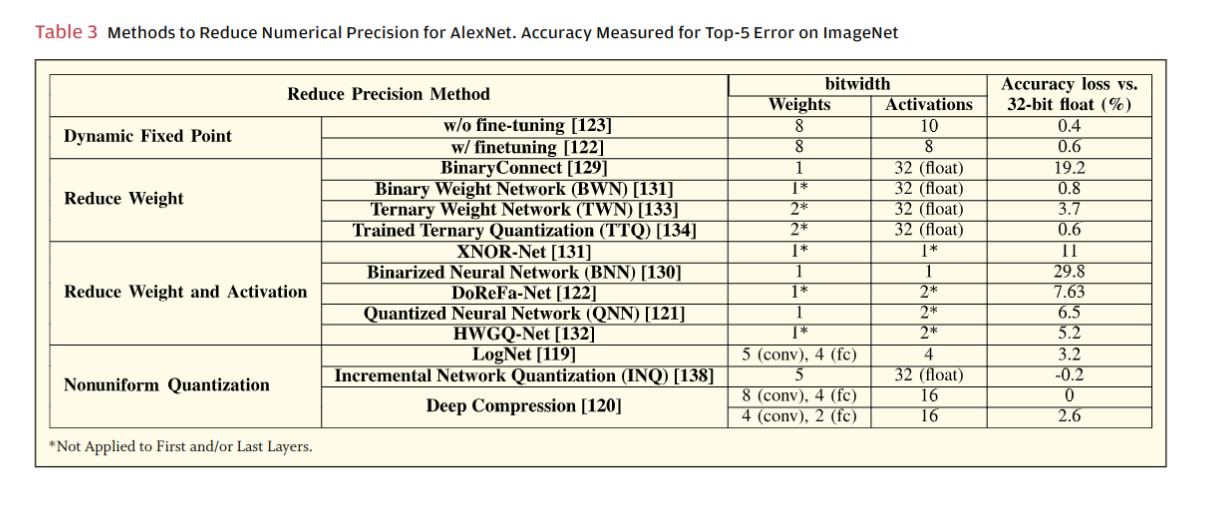 Table 3 Methods to Reduce Numerical Precision for AlexNet. Accuracy Measured for Top-5 Error on ImageNet
Reduce Precision Method bitwidth Accuracy loss vs. 32-bit float (%)
Weights Activations
Dynamic Fixed Point w/o fine-tuning [123] 8 10 0.4
w/ finetuning [122] 8 8 0.6
Reduce Weight BinaryConnect [129] 1 32 (float) 19.2
Binary Weight Network (BWN) [131] 1* 32 (float) 0.8
Ternary Weight Network (TWN) [133] 2* 32 (float) 3.7
Trained Ternary Quantization (TTQ) [134] 2* 32 (float) 0.6
Reduce Weight and Activation XNOR-Net [131] 1* 1* 11
Binarized Neural Network (BNN) [130] 1 1 29.8
DoReFa-Net [122] 1* 2* 7.63
Quantized Neural Network (QNN) [121] 1 2* 6.5
HWGQ-Net [132] 1* 2* 5.2
Nonuniform Quantization LogNet [119] 5 (conv), 4 (fc) 4 3.2
Incremental Network Quantization (INQ) [138] 5 32 (float) -0.2
Deep Compression [120] 8 (conv), 4 (fc) 16 0
4 (conv), 2 (fc) 16 2.6
*Not Applied to First and/or Last Layers.